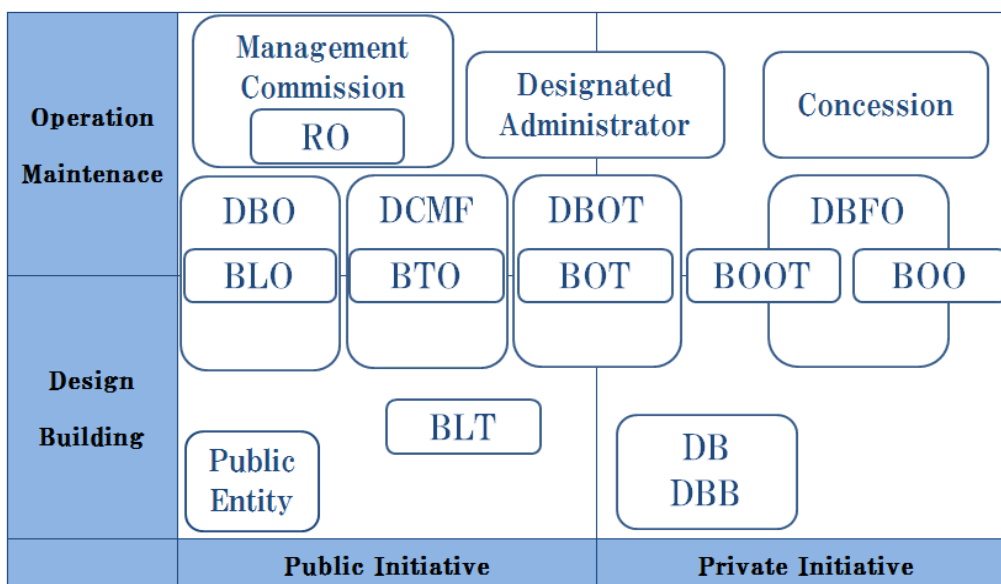 Operation
Maintenace
Management
Commission
RO
Designated
Administrator
Concession
DBO
DCMF
DBOT
DBFO
BLO
BTO
BOT
BOOT
BOO
Design
Building
BLT
Public
Entity
DB
DBB
Public Initiative
Private Initiative